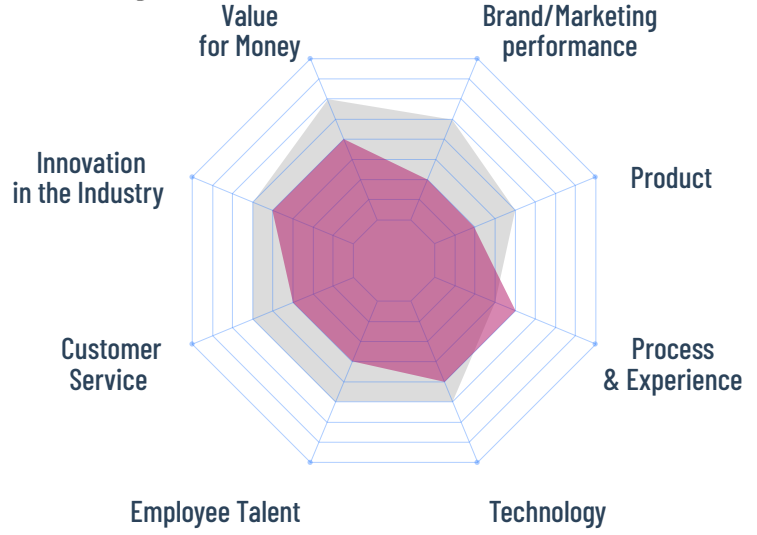 Value
for Money
Brand/Marketing
performance
Innovation
in the Industry
Product
Customer
Service
Process
& Experience
Employee Talent
Technology